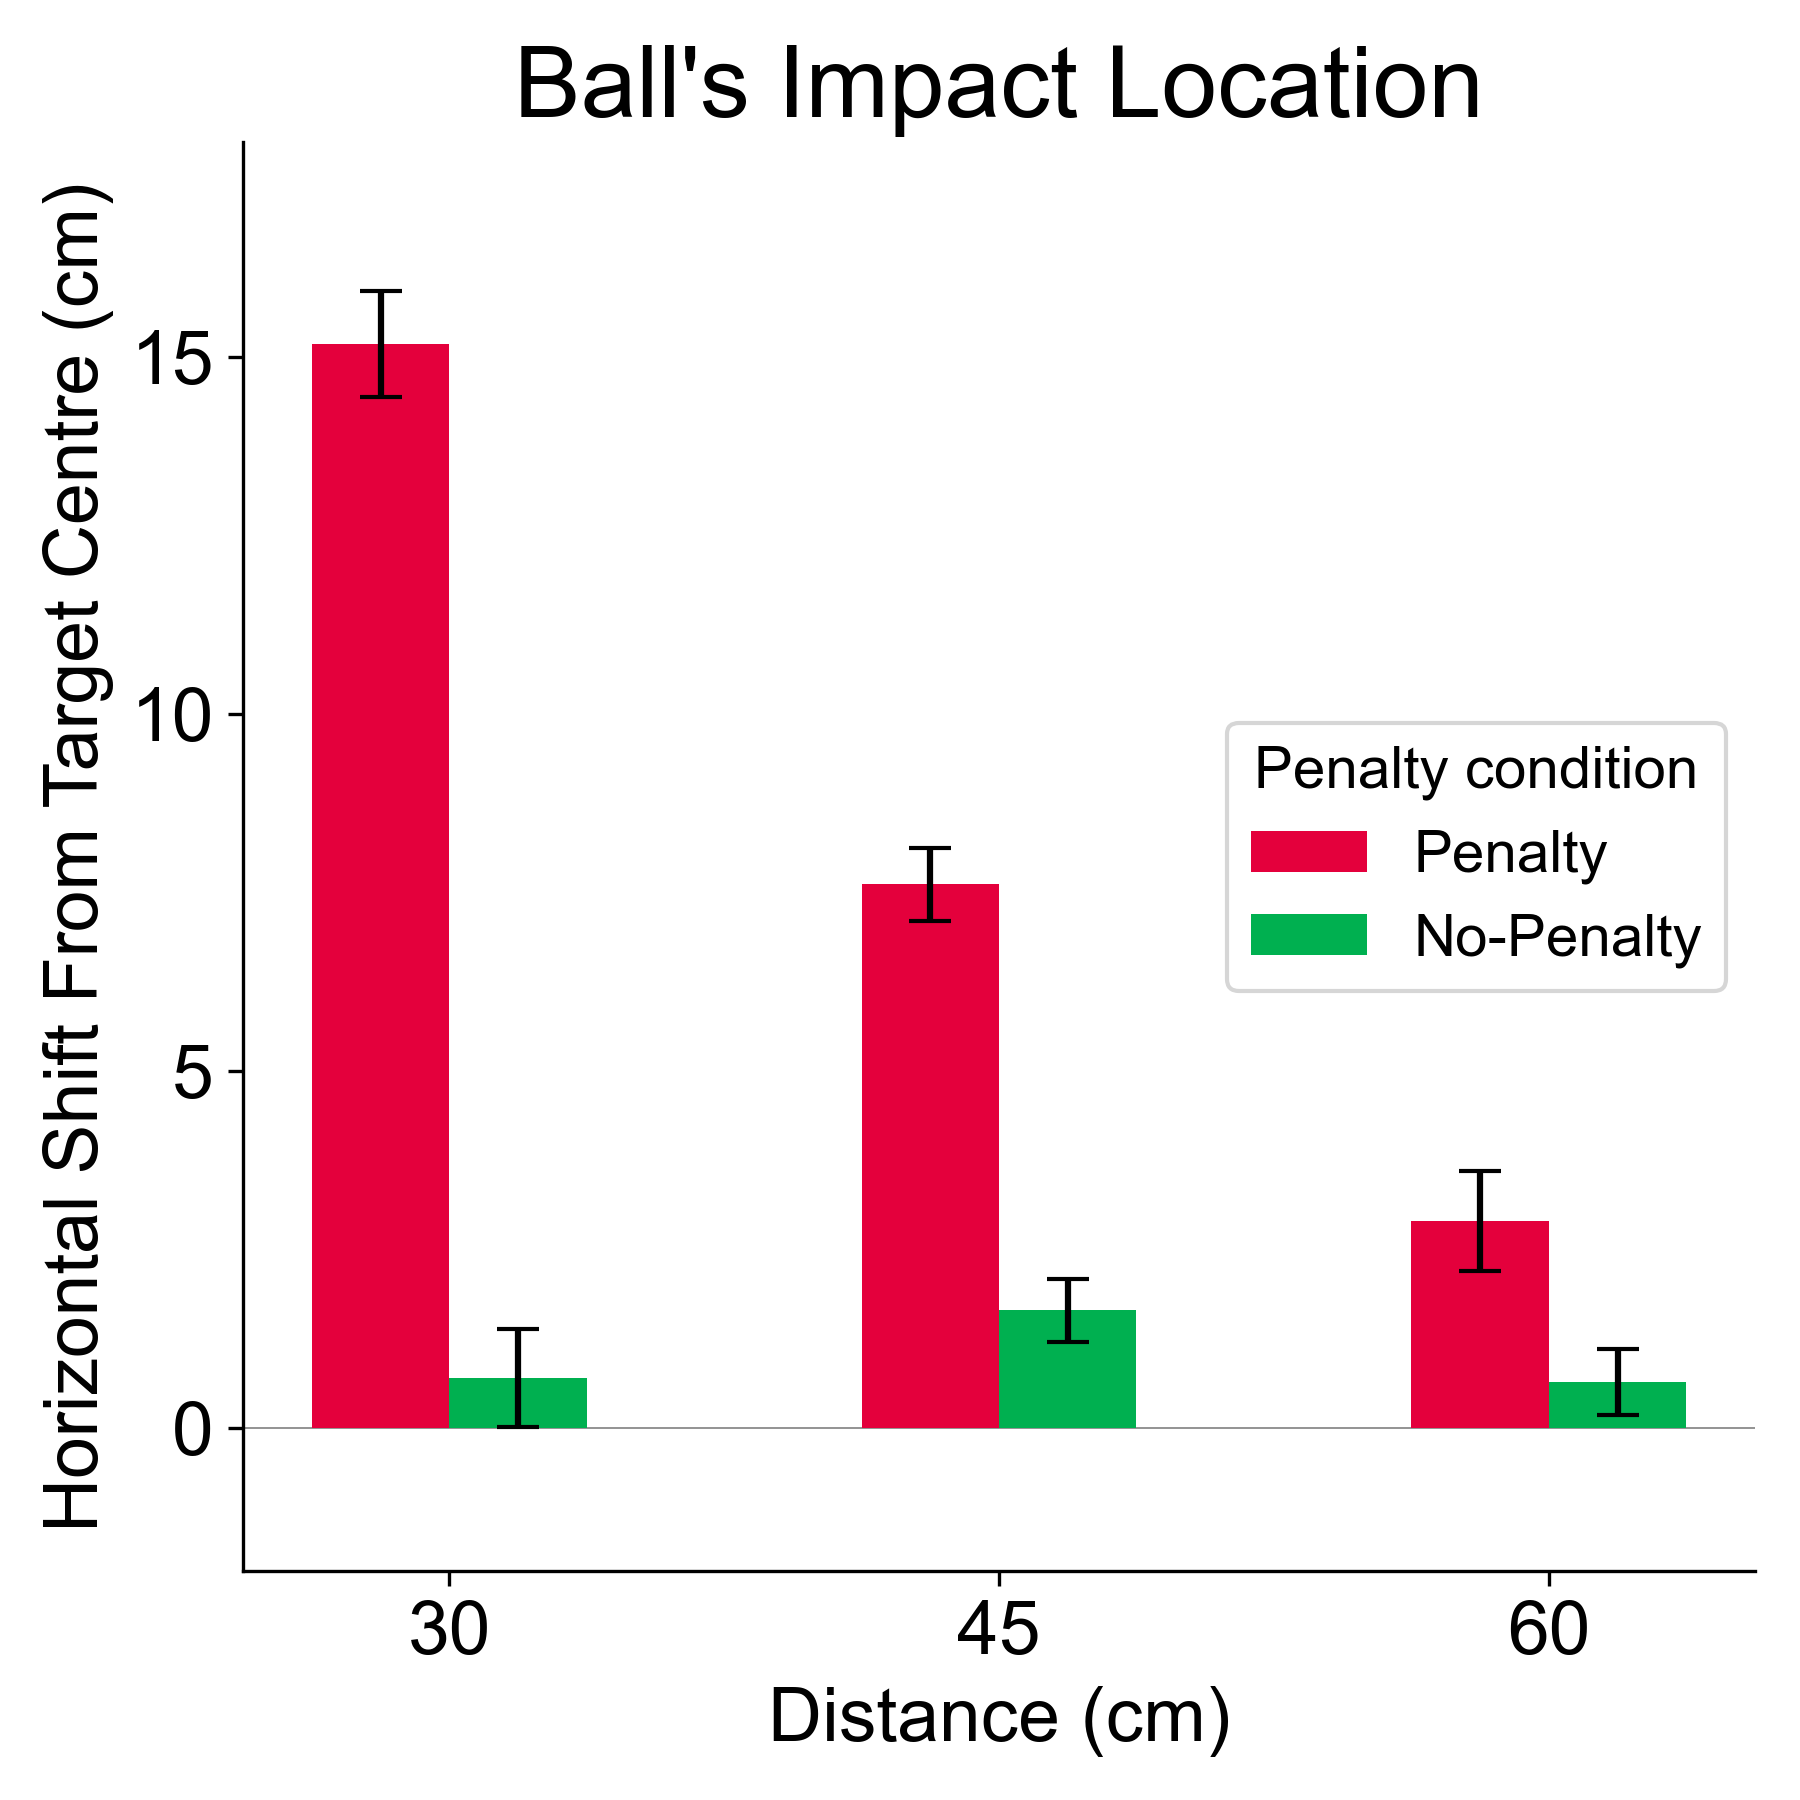 Ball's Impact Location
Horizontal Shift From Target Centre (cm)
15
10
5
0
Penalty condition
Penalty
No-Penalty
30
45
60
Distance (cm)